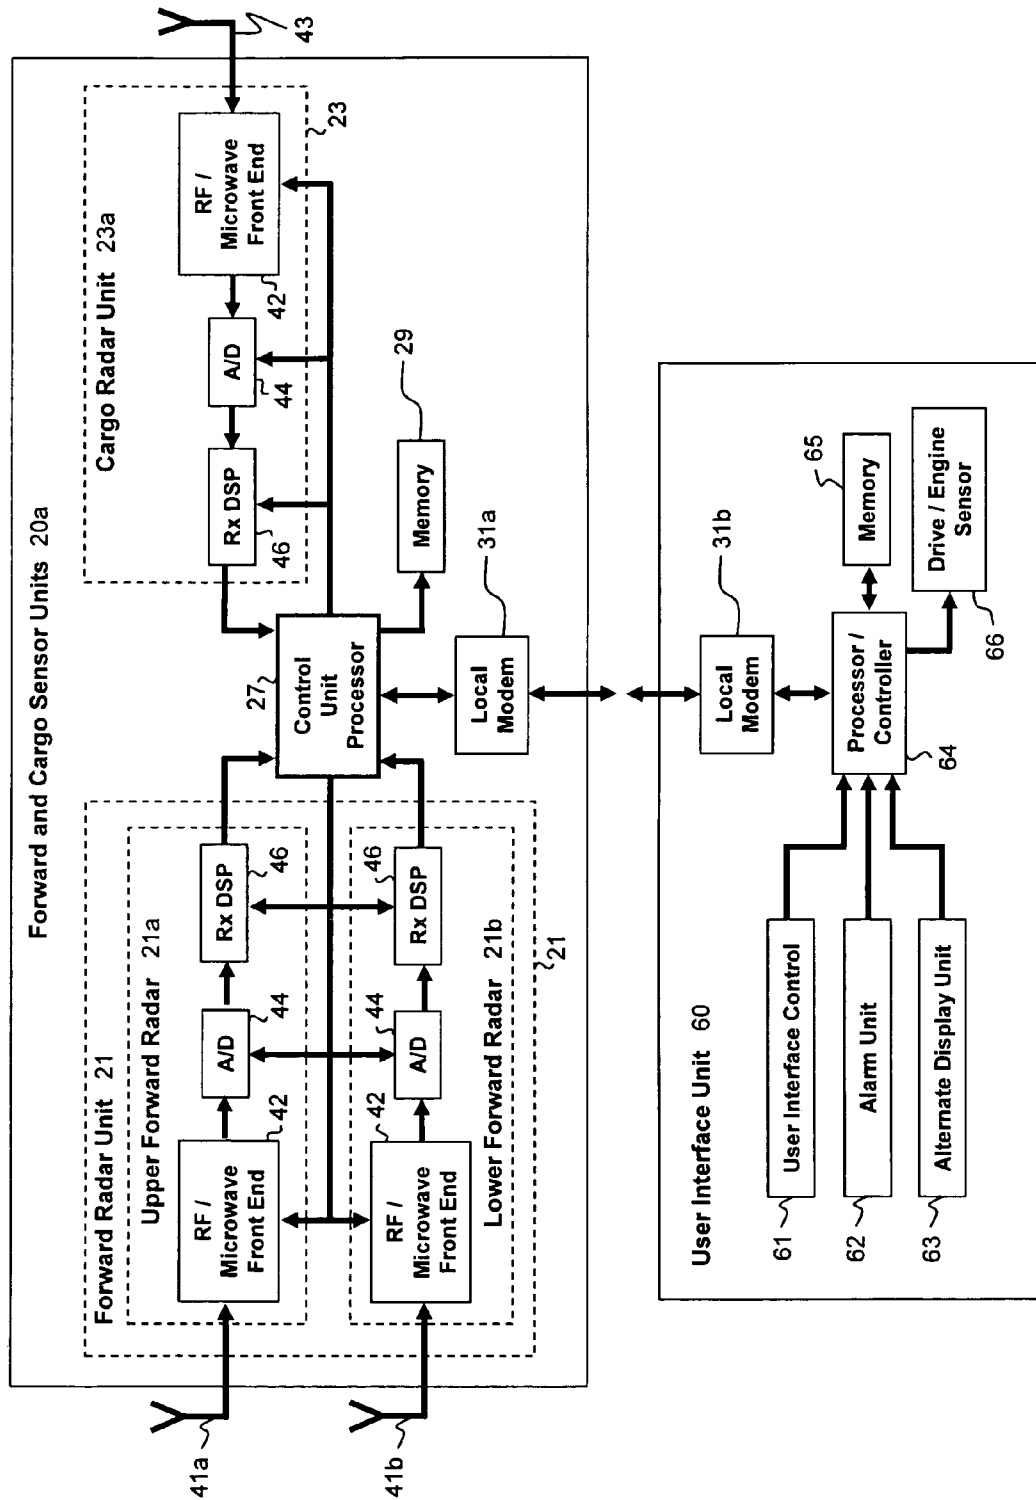 Forward and Cargo Sensor Units 20a
Forward Radar Unit 21
Upper Forward Radar 21a
41a
RF /
Microwave
Front End
42
A/D
44
Rx DSP
46
41b
RF /
Microwave
Front End
42
A/D
44
Rx DSP
46
Lower Forward Radar 21b
21
27
Control
Unit
Processor
Cargo Radar Unit 23a
Rx DSP
46
A/D
44
RF /
Microwave
Front End
42
23
43
Memory
29
Local
Modem
31a
User Interface Unit 60
61
User Interface Control
62
Alarm Unit
63
Alternate Display Unit
Local
Modem
31b
Processor /
Controller
64
Memory
65
Drive / Engine
Sensor
66